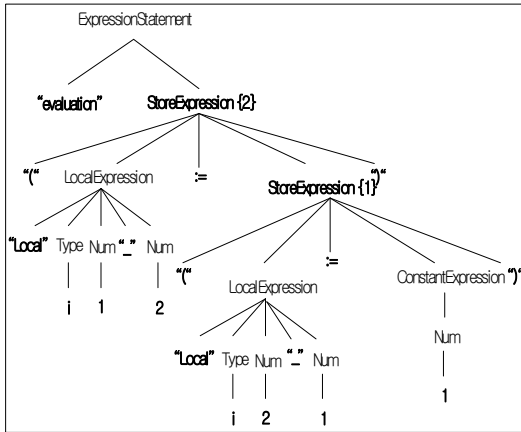 ExpressionStatement
“evaluation” StoreExpression {2}
“(“ LocalExpression := StoreExpression {1} “)“
“Local” Type Num “_” Num “(“ LocalExpression := ConstantExpression “)“
i 1 2 “Local” Type Num “_” Num Num
i 2 1 1